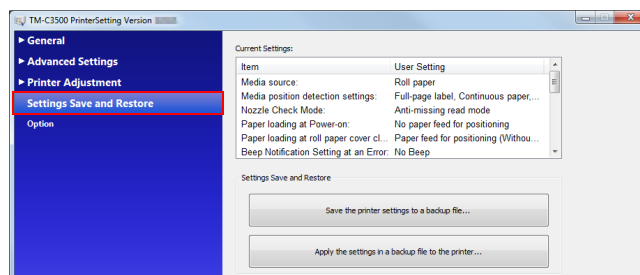 TM-C3500 PrinterSetting Version
General
Advanced Settings
Printer Adjustment
Settings Save and Restore
Option
Current Settings:
Item User Setting
Media source: Roll paper
Media position detection settings: Full-page label, Continuous paper,...
Nozzle Check Mode: Anti-missing read mode
Paper loading at Power-on: No paper feed for positioning
Paper loading at roll paper cover cl... Paper feed for positioning (Withou...
Beep Notification Setting at an Error: No Beep
Settings Save and Restore
Save the printer settings to a backup file...
Apply the settings in a backup file to the printer...